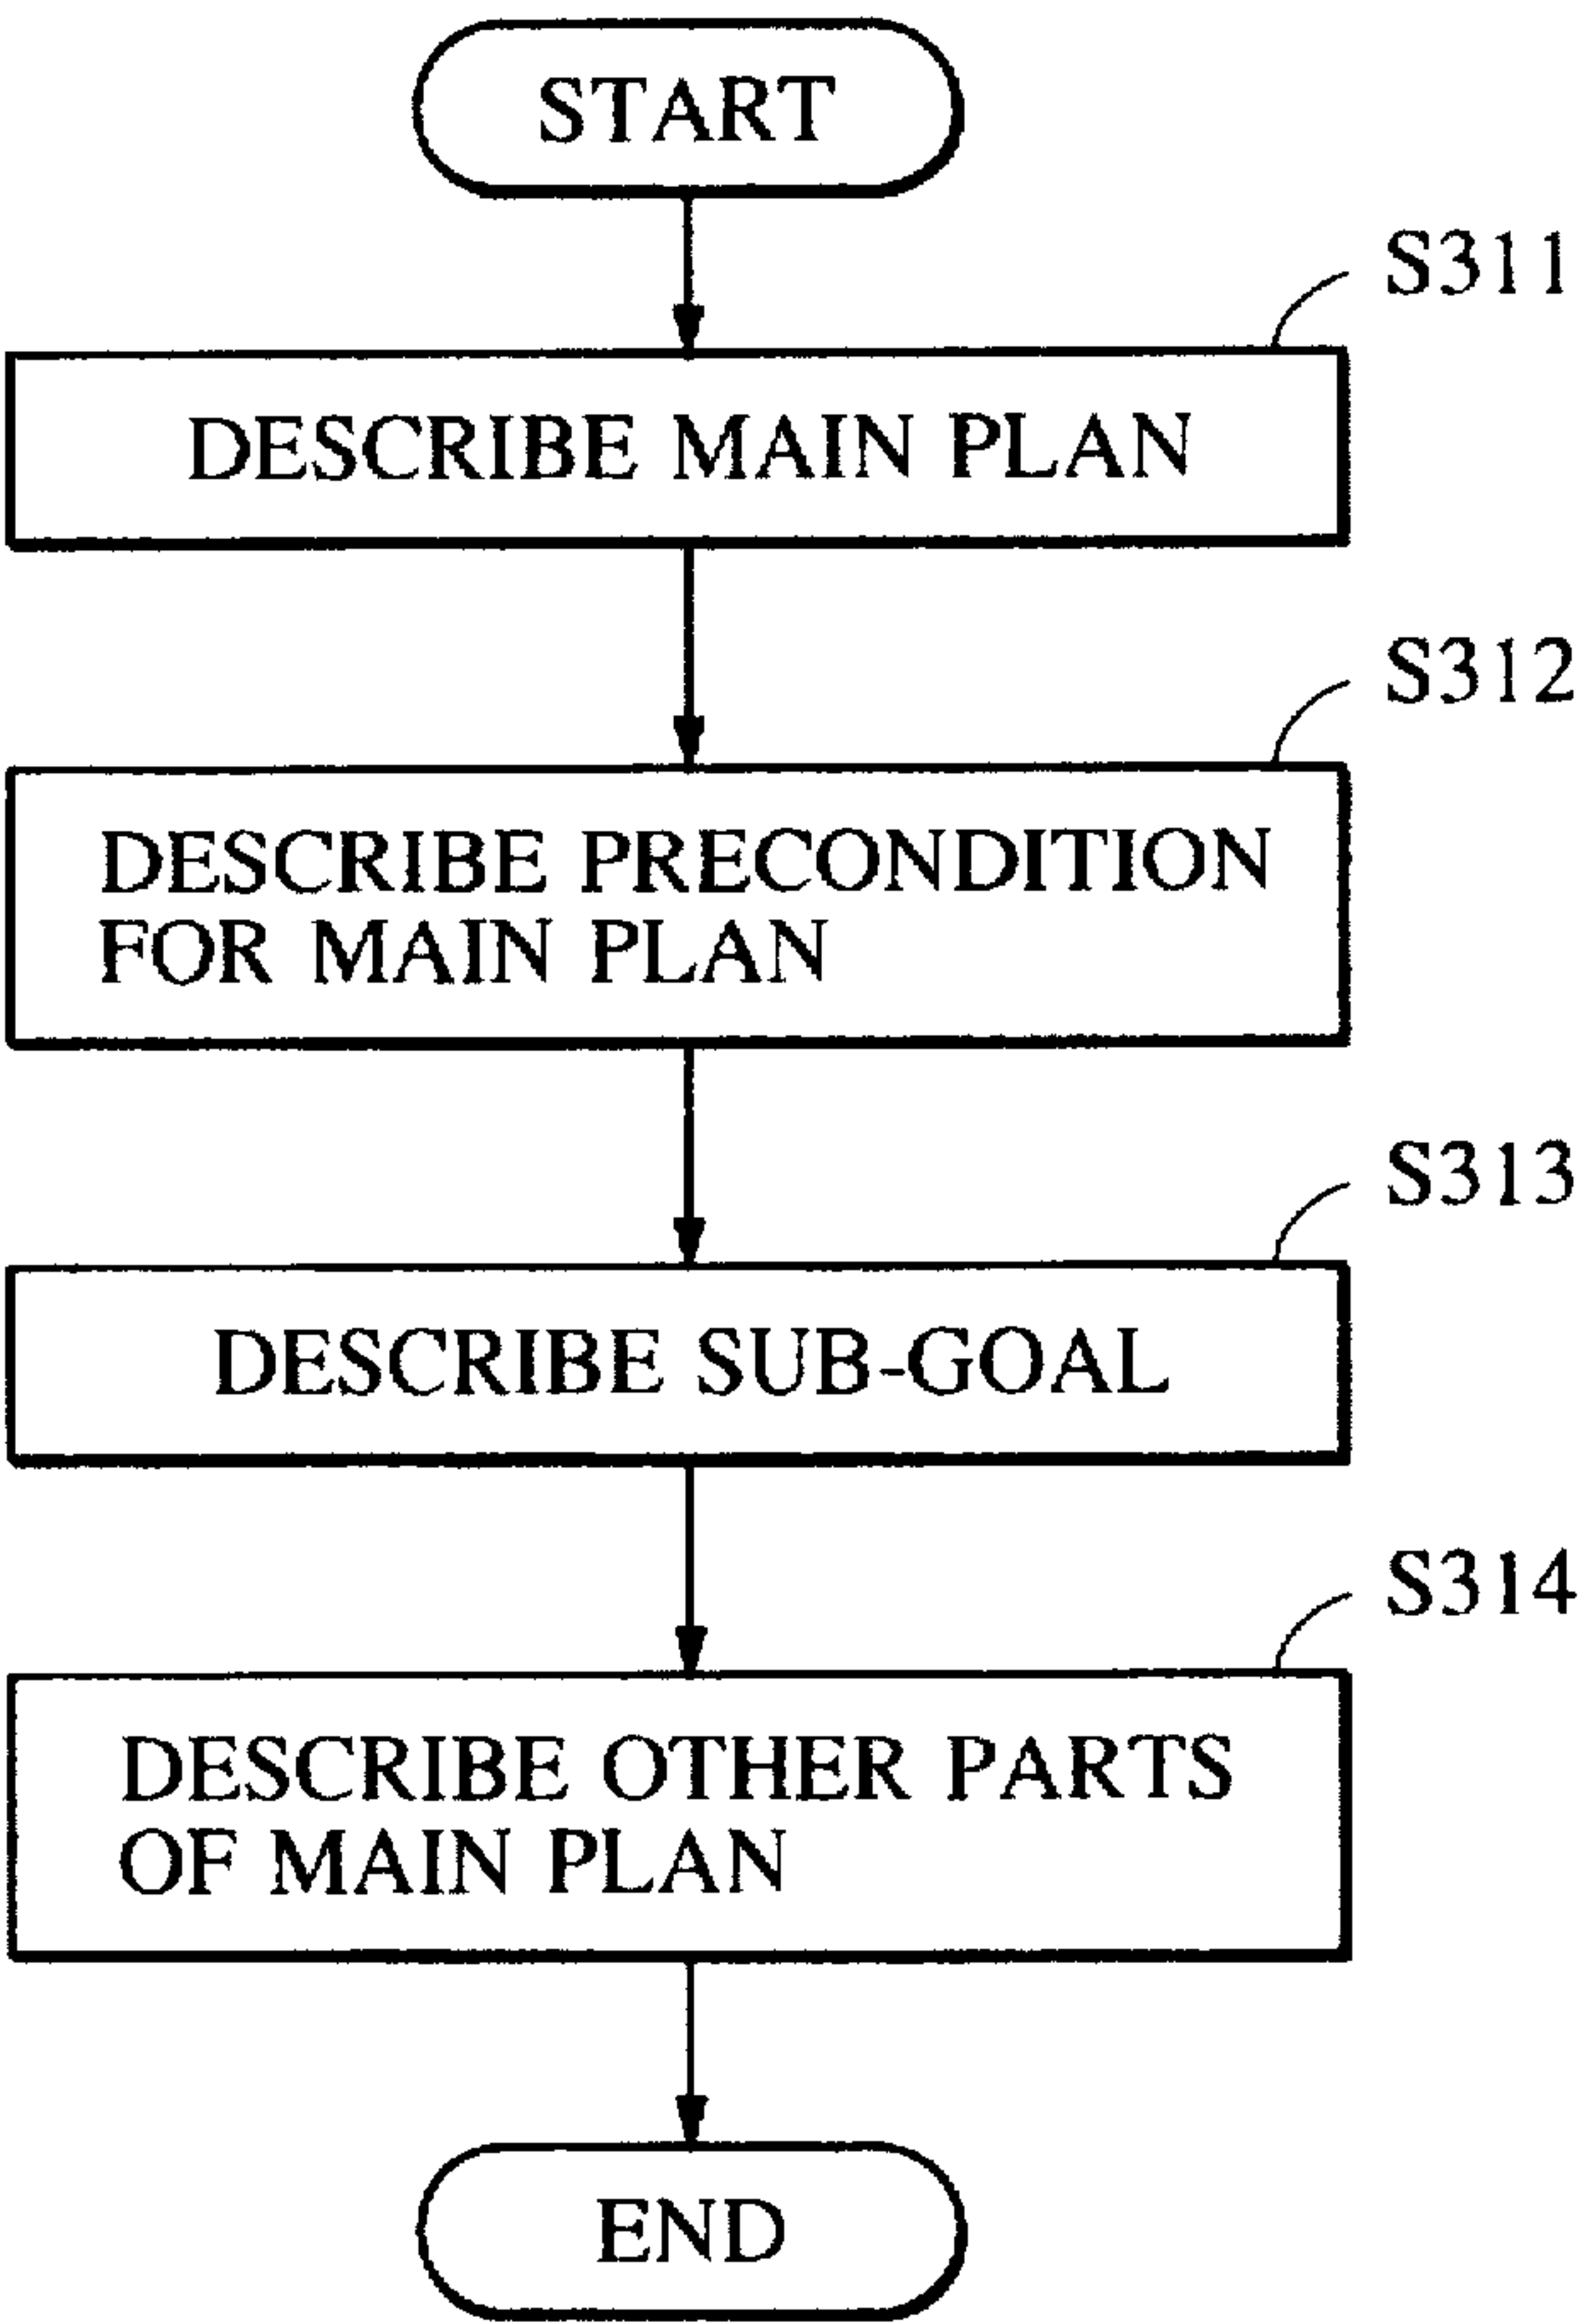 START
S311
DESCRIBE MAIN PLAN
S312
DESCRIBE PRECONDITION
FOR MAIN PLAN
S313
DESCRIBE SUB-GOAL
S314
DESCRIBE OTHER PARTS
OF MAIN PLAN
END